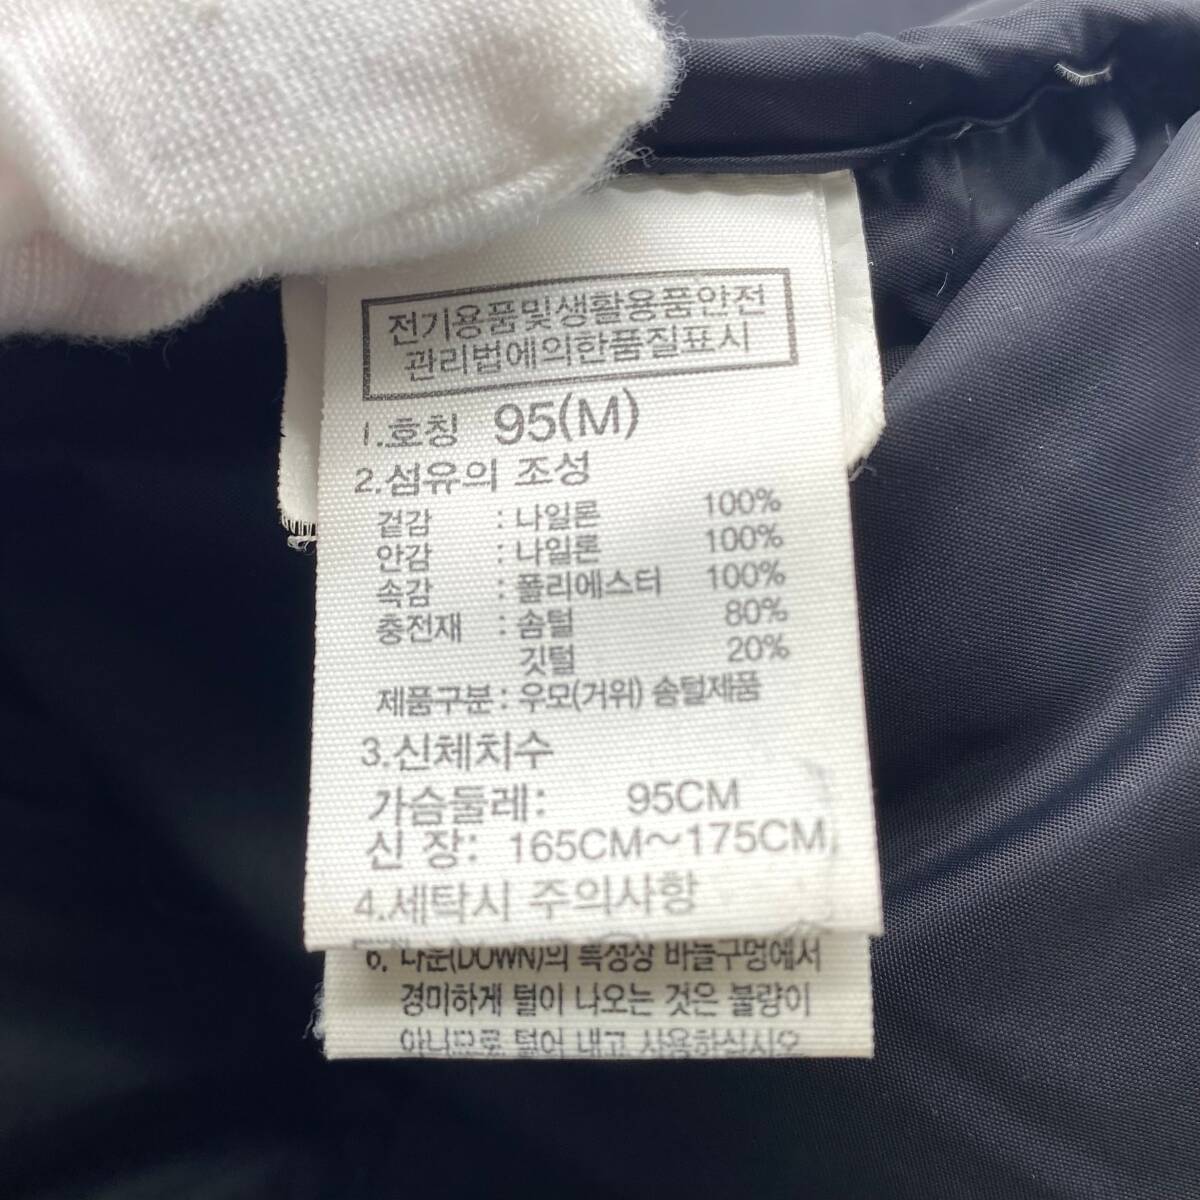 전기용품및생활용품안전
관리법에의한품질표시
1.호칭 95(M)
2.섬유의 조성
겉감 : 나일론 100%
안감 : 나일론 100%
속감 : 폴리에스터 100%
충전재 : 솜털 80%
깃털 20%
제품구분 : 우모(거위) 솜털제품
3.신체치수
가슴둘레: 95CM
신 장: 165CM~175CM
4.세탁시 주의사항
6. 다운(DOWN)의 특성상 바늘구멍에서
경미하게 털이 나오는 것은 불량이
아니므로 털어 내고 사용하십시오